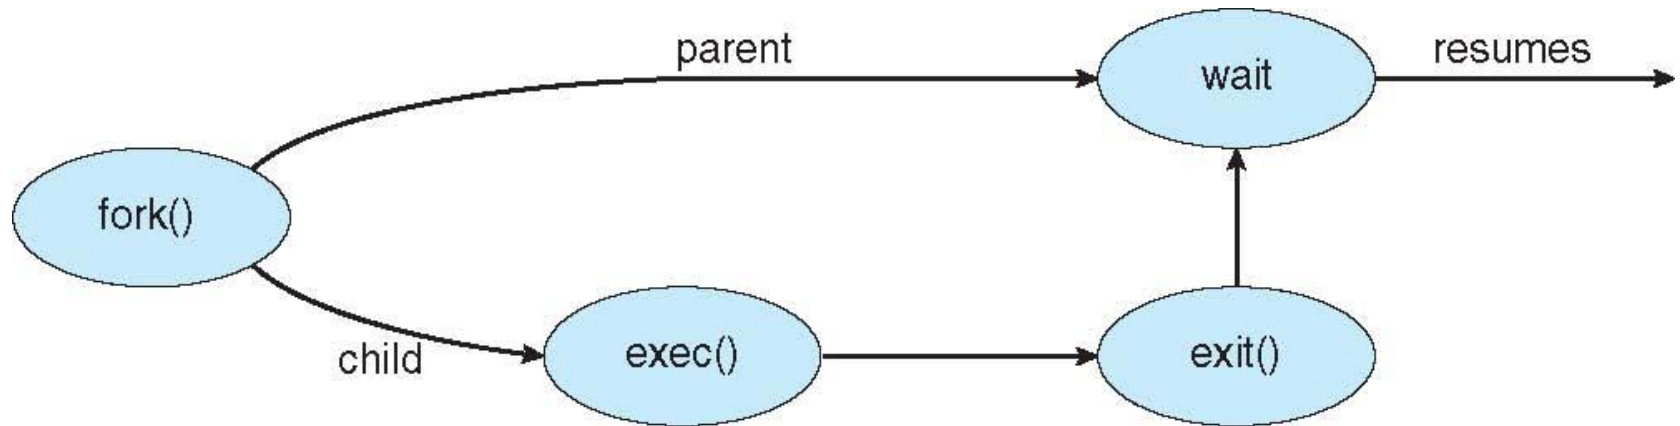 parent
wait
resumes
fork()
child
exec()
exit()